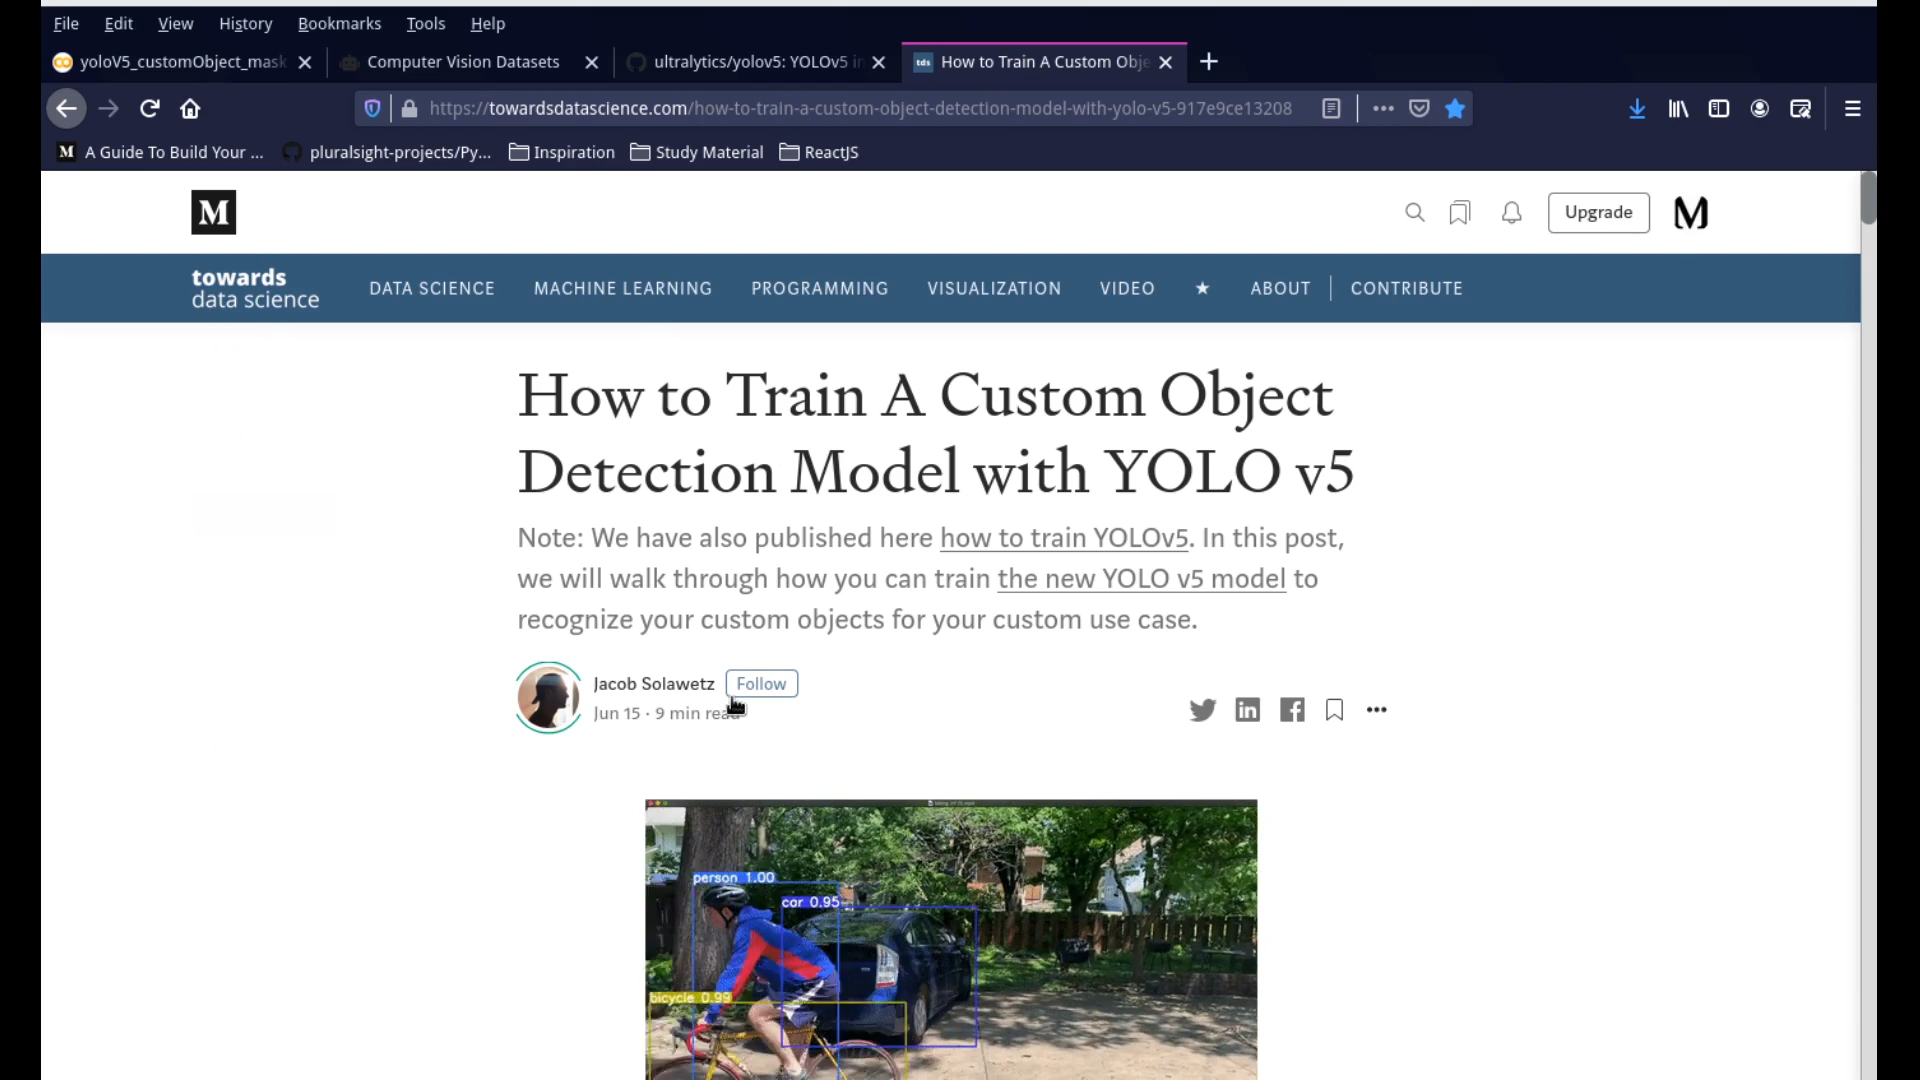 File Edit View History Bookmarks Tools Help
yoloV5_customObject_mask Computer Vision Datasets ultralytics/yolov5: YOLOv5 in tds How to Train A Custom Obje
https://towardsdatascience.com/how-to-train-a-custom-object-detection-model-with-yolo-v5-917e9ce13208
M A Guide To Build Your ... pluralsight-projects/Py... Inspiration Study Material ReactJS
M Upgrade M
towards
data science
DATA SCIENCE MACHINE LEARNING PROGRAMMING VISUALIZATION VIDEO ABOUT CONTRIBUTE
How to Train A Custom Object
Detection Model with YOLO v5
Note: We have also published here how to train YOLOv5. In this post,
we will walk through how you can train the new YOLO v5 model to
recognize your custom objects for your custom use case.
Jacob Solawetz Follow
Jun 15 · 9 min read
person 1.00
car 0.95
bicycle 0.99